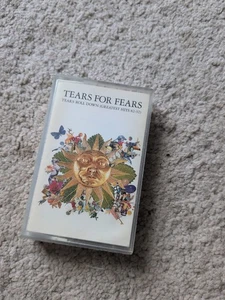 TEARS FOR FEARS
TEARS ROLL DOWN (GREATEST HITS 82-92)